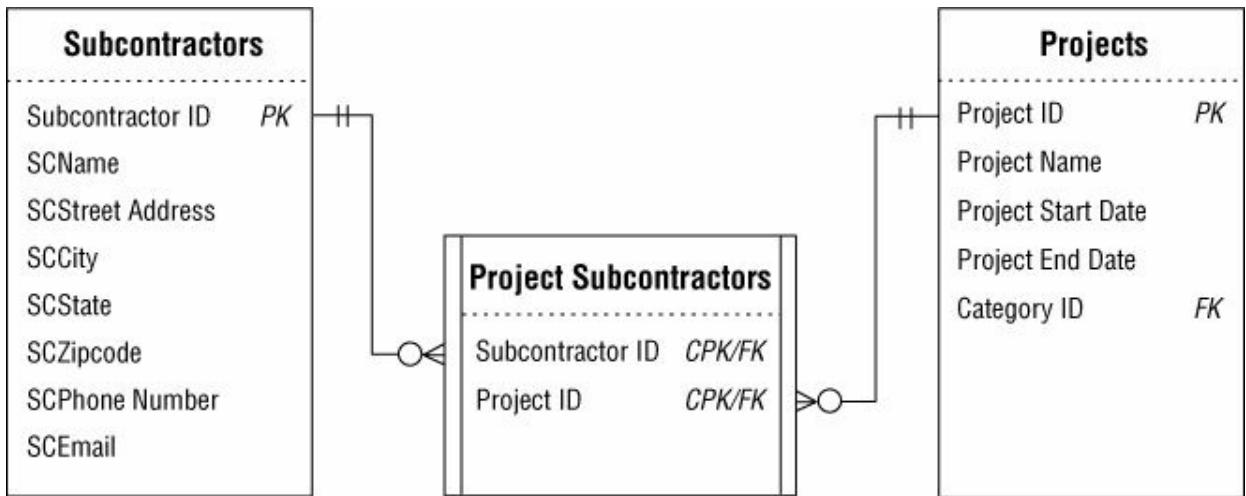 Subcontractors
Subcontractor ID PK
SCName
SCStreet Address
SCCity
SCState
SCZipcode
SCPhone Number
SCEmail
Project Subcontractors
Subcontractor ID CPK/FK
Project ID CPK/FK
Projects
Project ID PK
Project Name
Project Start Date
Project End Date
Category ID FK